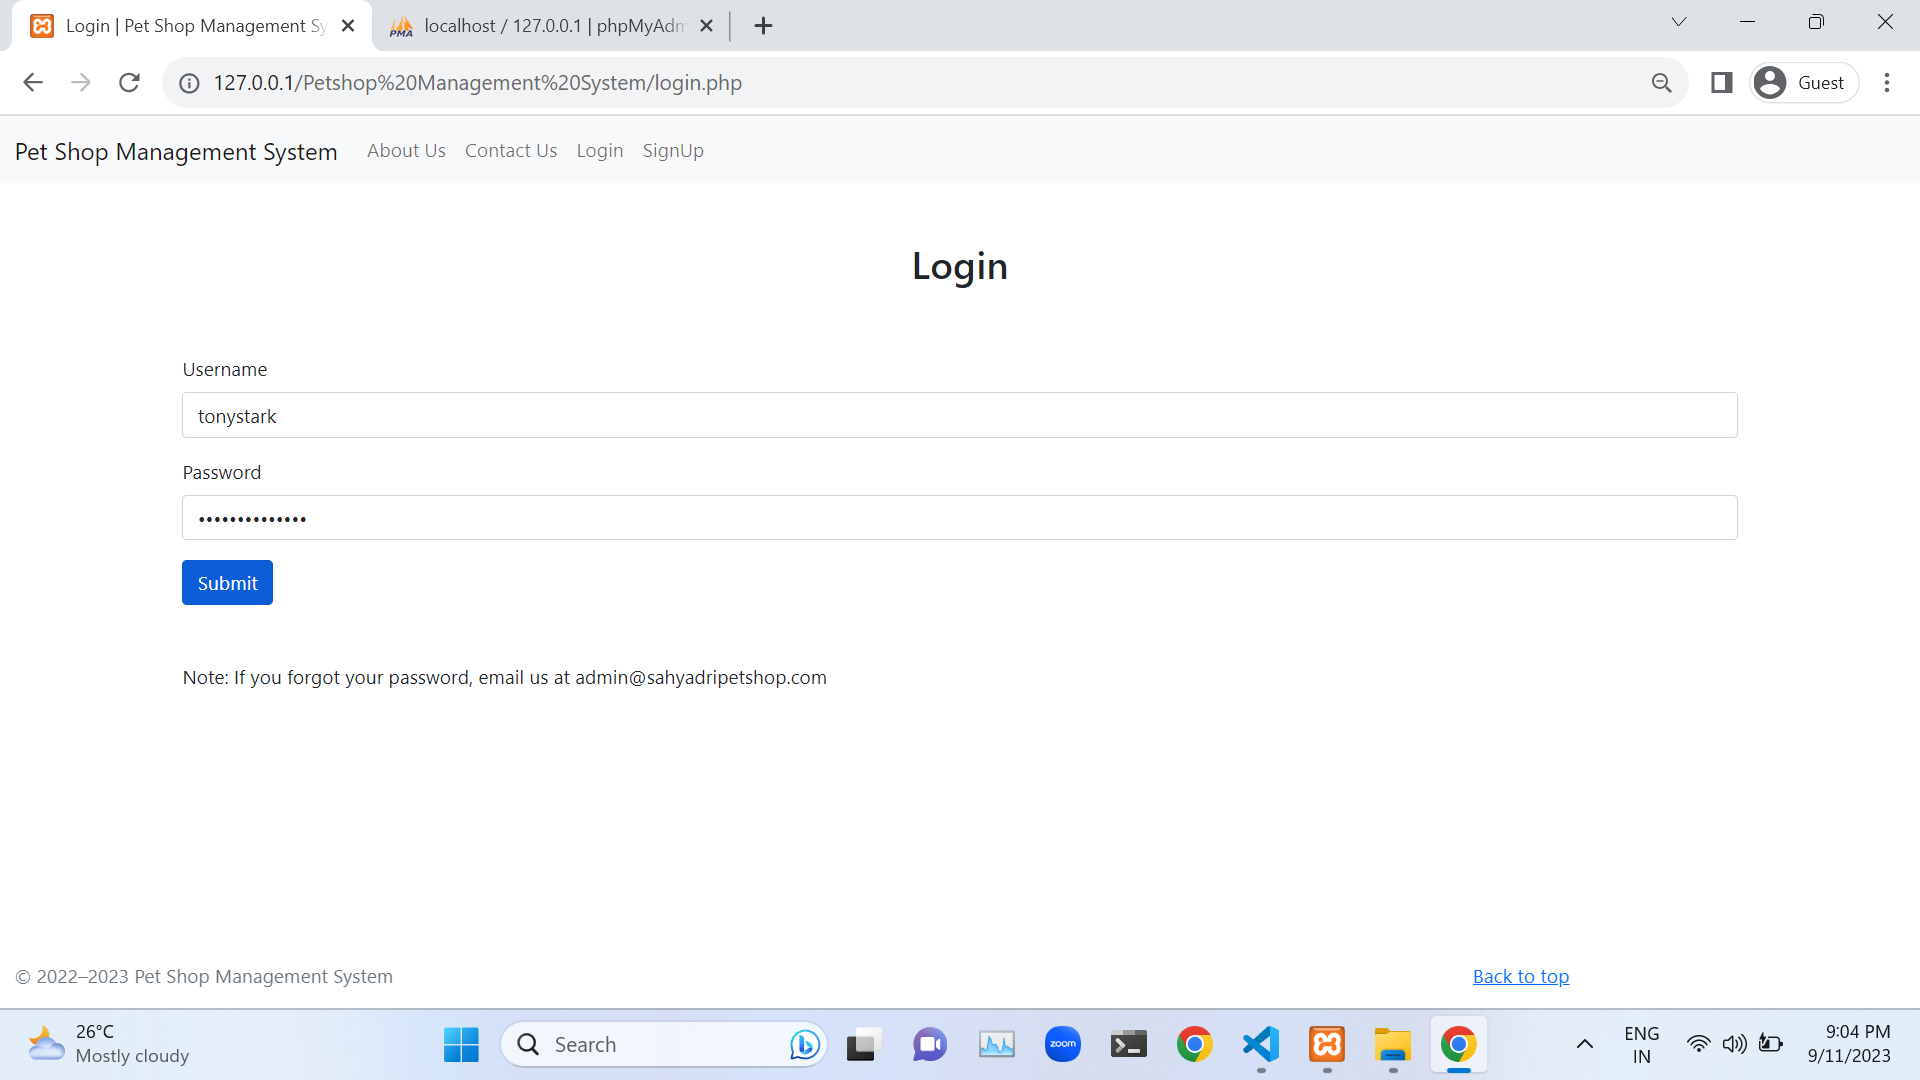 Login | Pet Shop Management Sy
localhost / 127.0.0.1 | phpMyAdm
127.0.0.1/Petshop%20Management%20System/login.php
Guest
Pet Shop Management System
About Us
Contact Us
Login
SignUp
Login
Username
tonystark
Password
••••••••••••••
Submit
Note: If you forgot your password, email us at admin@sahyadripetshop.com
© 2022–2023 Pet Shop Management System
Back to top
26°C
Mostly cloudy
Search
zoom
ENG
IN
9:04 PM
9/11/2023
PMA